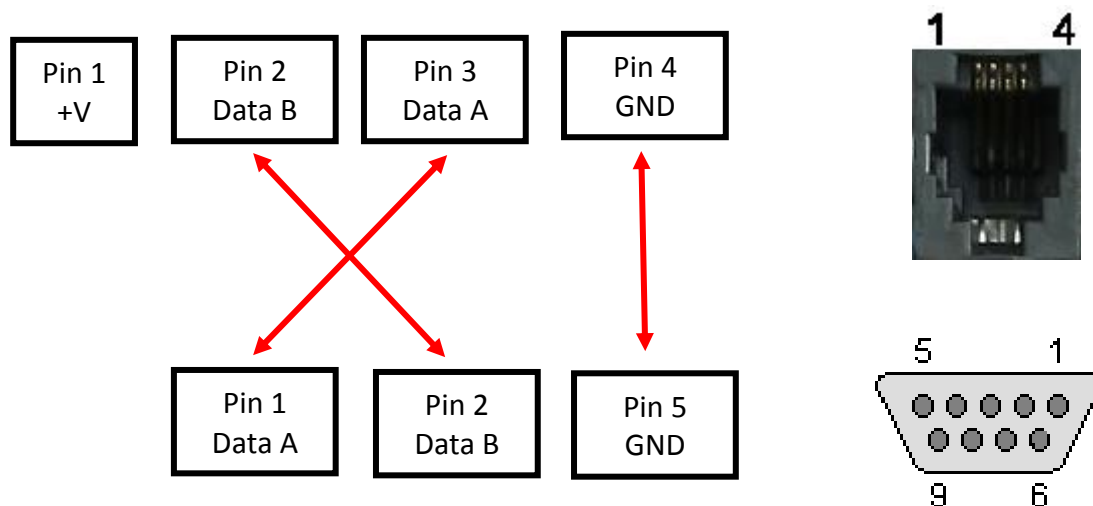 1 4
Pin 1
+V
Pin 2
Data B
Pin 3
Data A
Pin 4
GND
5 1
Pin 1
Data A
Pin 2
Data B
Pin 5
GND
9 6